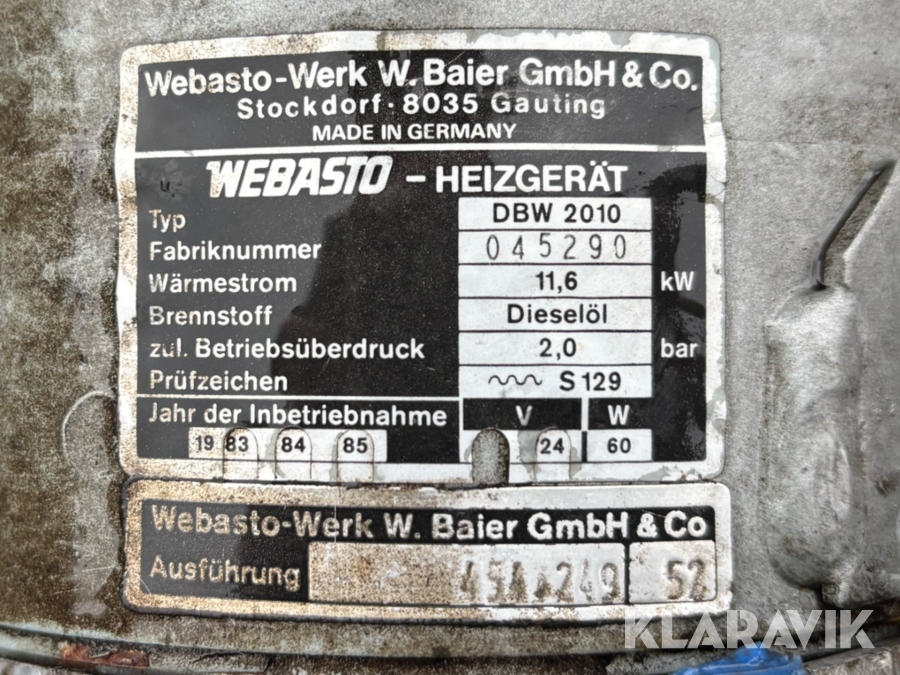 Webasto-Werk W. Baier GmbH & Co.
Stockdorf · 8035 Gauting
MADE IN GERMANY
WEBASTO - HEIZGERÄT
Typ DBW 2010
Fabriknummer 045290
Wärmestrom 11,6 kW
Brennstoff Dieselöl
zul. Betriebsüberdruck 2,0 bar
Prüfzeichen S 129
Jahr der Inbetriebnahme V W
19 83 84 85 24 60
Webasto-Werk W. Baier GmbH & Co
Ausführung 249 52
KLARAVIK